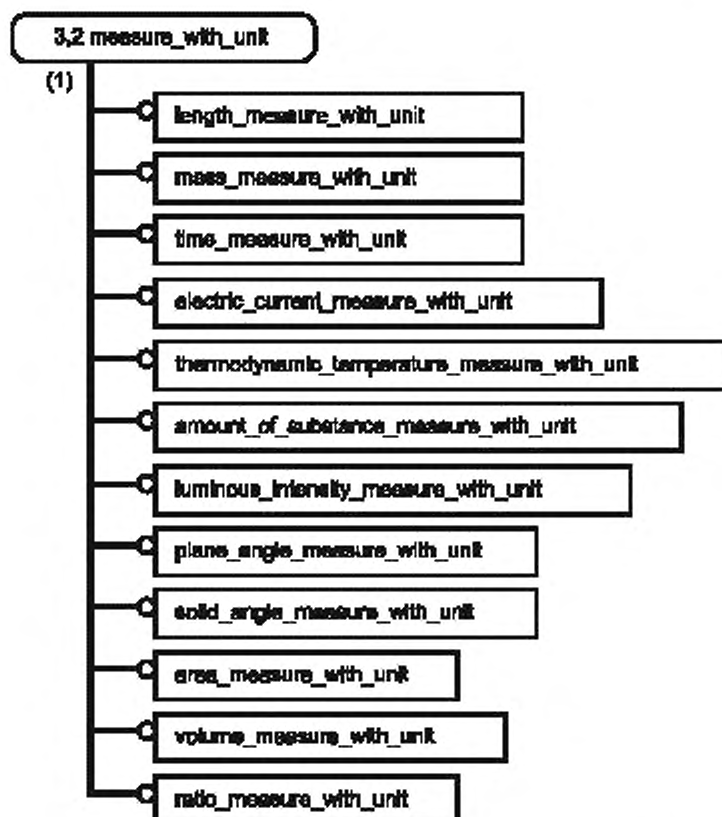 3,2 measure_with_unit
(1)
length_measure_with_unit
mass_measure_with_unit
time_measure_with_unit
electric_current_measure_with_unit
thermodynamic_temperature_measure_with_unit
amount_of_substance_measure_with_unit
luminous_intensity_measure_with_unit
plane_angle_measure_with_unit
solid_angle_measure_with_unit
area_measure_with_unit
volume_measure_with_unit
ratio_measure_with_unit